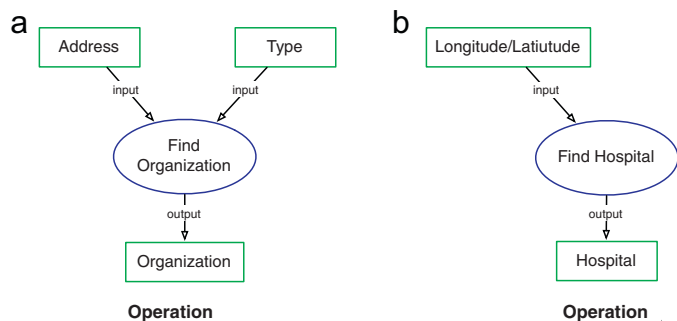 a
Address
Type
input
input
Find
Organization
output
Organization
Operation
b
Longitude/Latiutude
input
Find Hospital
output
Hospital
Operation